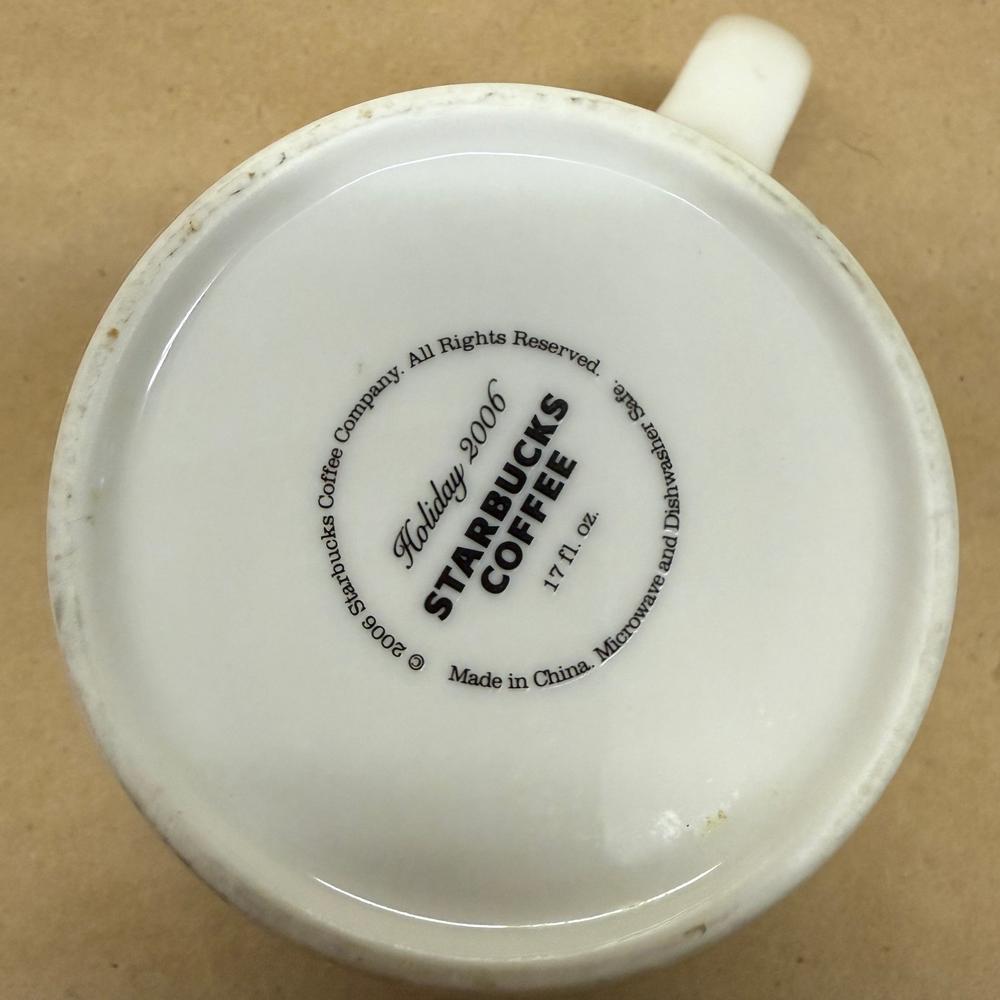 © 2006 Starbucks Coffee Company. All Rights Reserved.
Holiday 2006
STARBUCKS
COFFEE
17 fl. oz.
Made in China. Microwave and Dishwasher Safe.